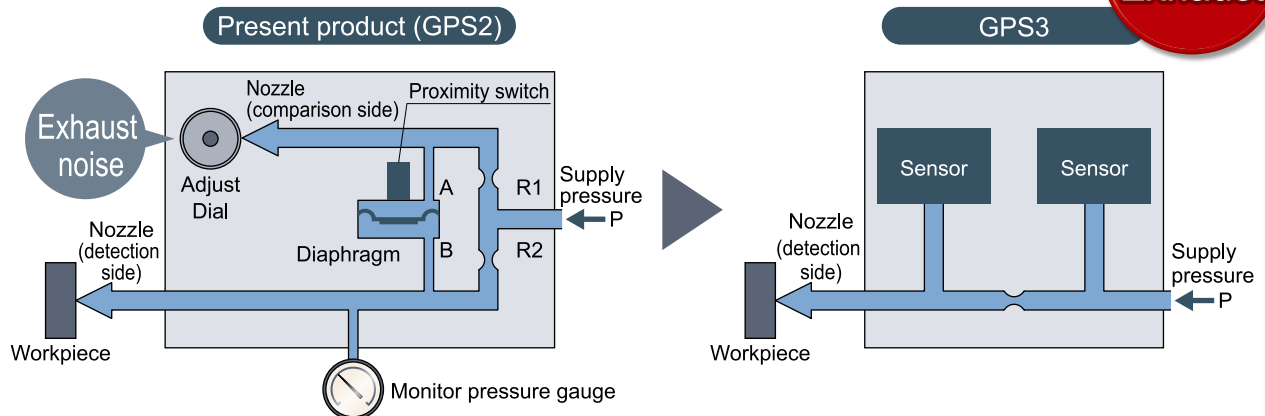 Present product (GPS2)
GPS3
Exhaust
noise
Nozzle
(comparison side)
Proximity switch
Adjust
Dial
A
R1
Supply
pressure
P
Diaphragm
B
R2
Nozzle
(detection
side)
Workpiece
Monitor pressure gauge
Sensor
Sensor
Nozzle
(detection
side)
Supply
pressure
P
Workpiece